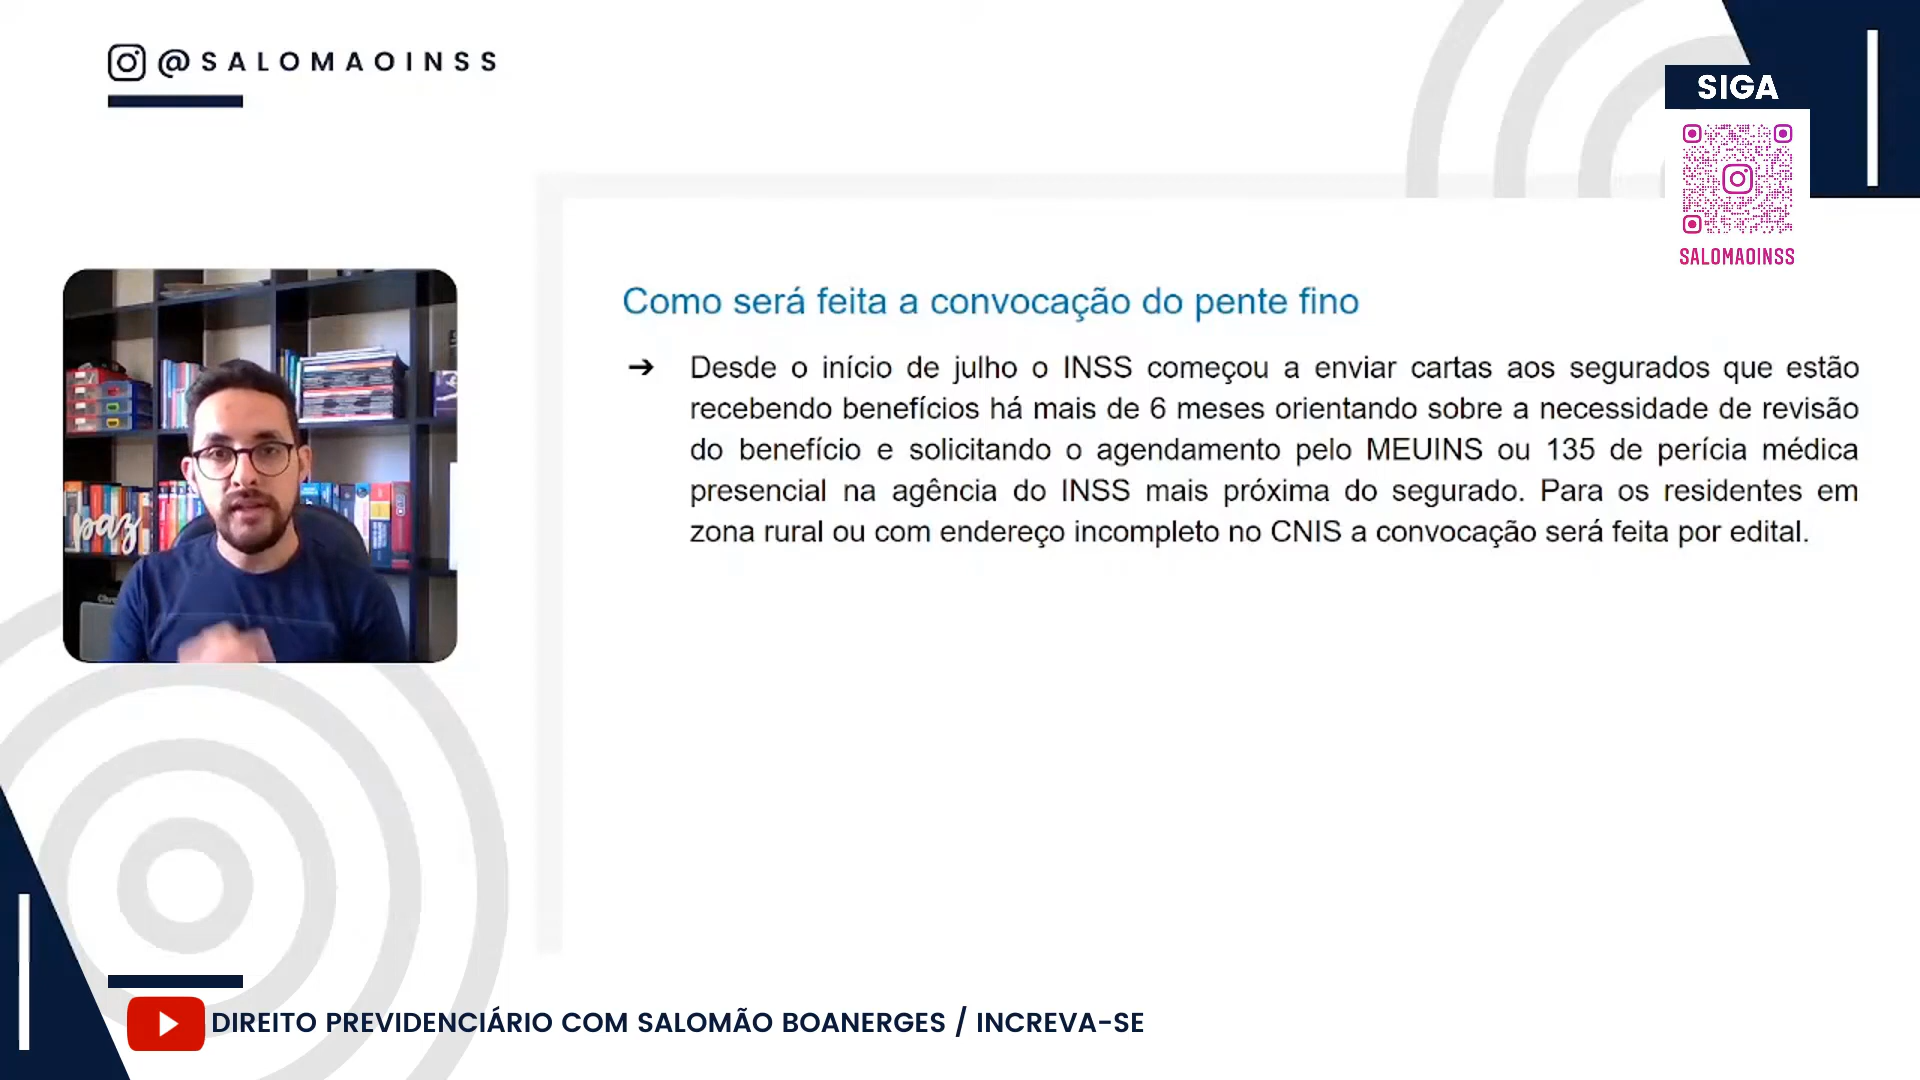 @SALOMAOINSS
SIGA
SALOMAOINSS
Como será feita a convocação do pente fino
➔ Desde o início de julho o INSS começou a enviar cartas aos segurados que estão
recebendo benefícios há mais de 6 meses orientando sobre a necessidade de revisão
do benefício e solicitando o agendamento pelo MEUINS ou 135 de perícia médica
presencial na agência do INSS mais próxima do segurado. Para os residentes em
zona rural ou com endereço incompleto no CNIS a convocação será feita por edital.
paz
DIREITO PREVIDENCIÁRIO COM SALOMÃO BOANERGES / INCREVA-SE